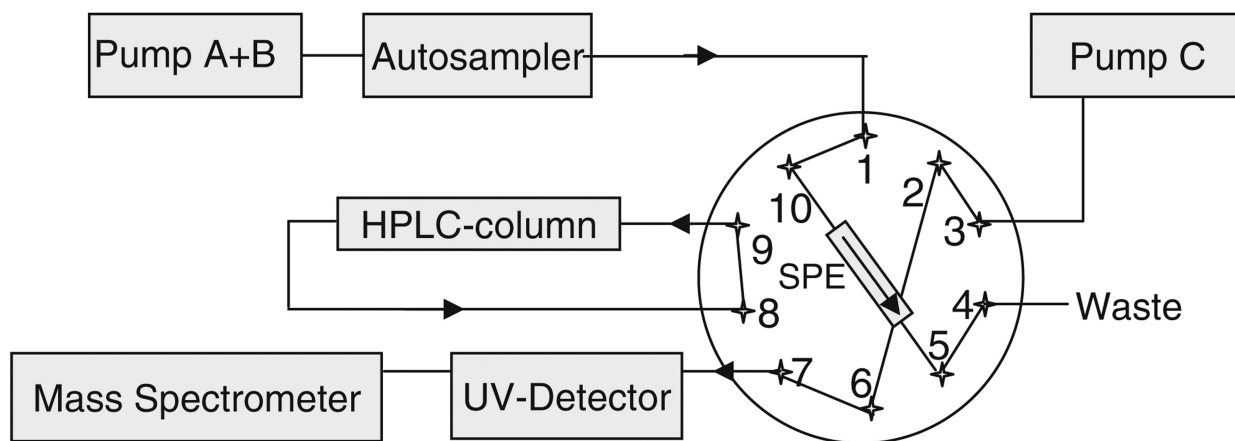 Pump A+B
Autosampler
Pump C
1
2
10
3
HPLC-column
9
SPE
4
Waste
8
5
7
6
Mass Spectrometer
UV-Detector